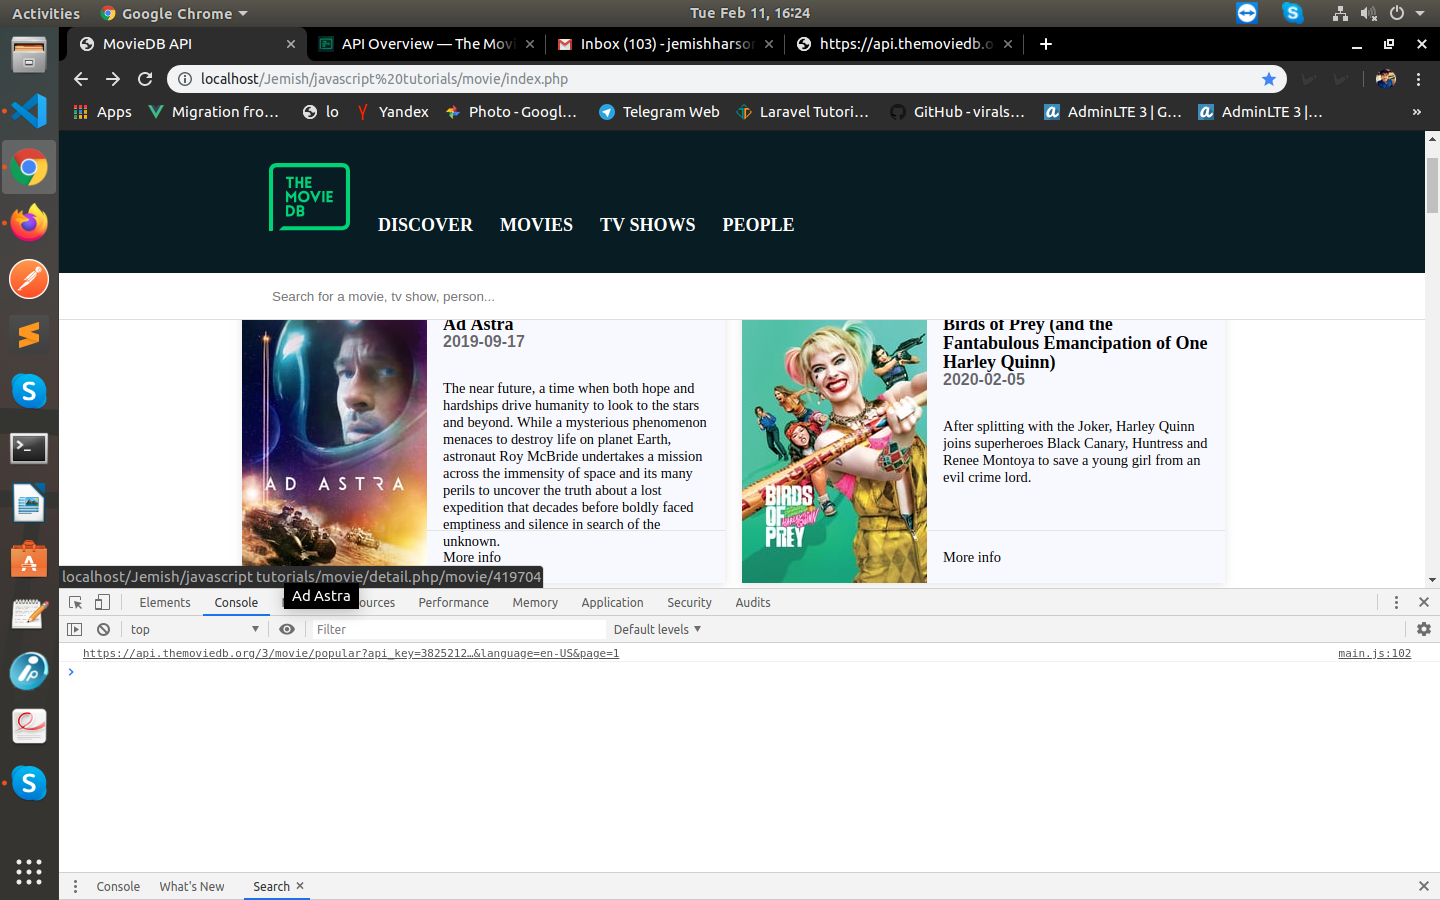 Activities
Google Chrome
Tue Feb 11, 16:24
MovieDB API
API Overview — The Movi
Inbox (103) - jemishharsor
https://api.themoviedb.o
localhost/Jemish/javascript%20tutorials/movie/index.php
Apps
Migration fro…
lo
Yandex
Photo - Googl…
Telegram Web
Laravel Tutori…
GitHub - virals…
AdminLTE 3 | G…
AdminLTE 3 |…
»
THE
MOVIE
DB
DISCOVER
MOVIES
TV SHOWS
PEOPLE
Search for a movie, tv show, person...
AD ASTRA
Ad Astra
2019-09-17
The near future, a time when both hope and
hardships drive humanity to look to the stars
and beyond. While a mysterious phenomenon
menaces to destroy life on planet Earth,
astronaut Roy McBride undertakes a mission
across the immensity of space and its many
perils to uncover the truth about a lost
expedition that decades before boldly faced
emptiness and silence in search of the
unknown.
More info
BIRDS
OF
PREY
Birds of Prey (and the
Fantabulous Emancipation of One
Harley Quinn)
2020-02-05
After splitting with the Joker, Harley Quinn
joins superheroes Black Canary, Huntress and
Renee Montoya to save a young girl from an
evil crime lord.
More info
localhost/Jemish/javascript tutorials/movie/detail.php/movie/419704
Ad Astra
Elements
Console
ources
Performance
Memory
Application
Security
Audits
top
Filter
Default levels
https://api.themoviedb.org/3/movie/popular?api_key=3825212…&language=en-US&page=1
main.js:102
Console
What's New
Search